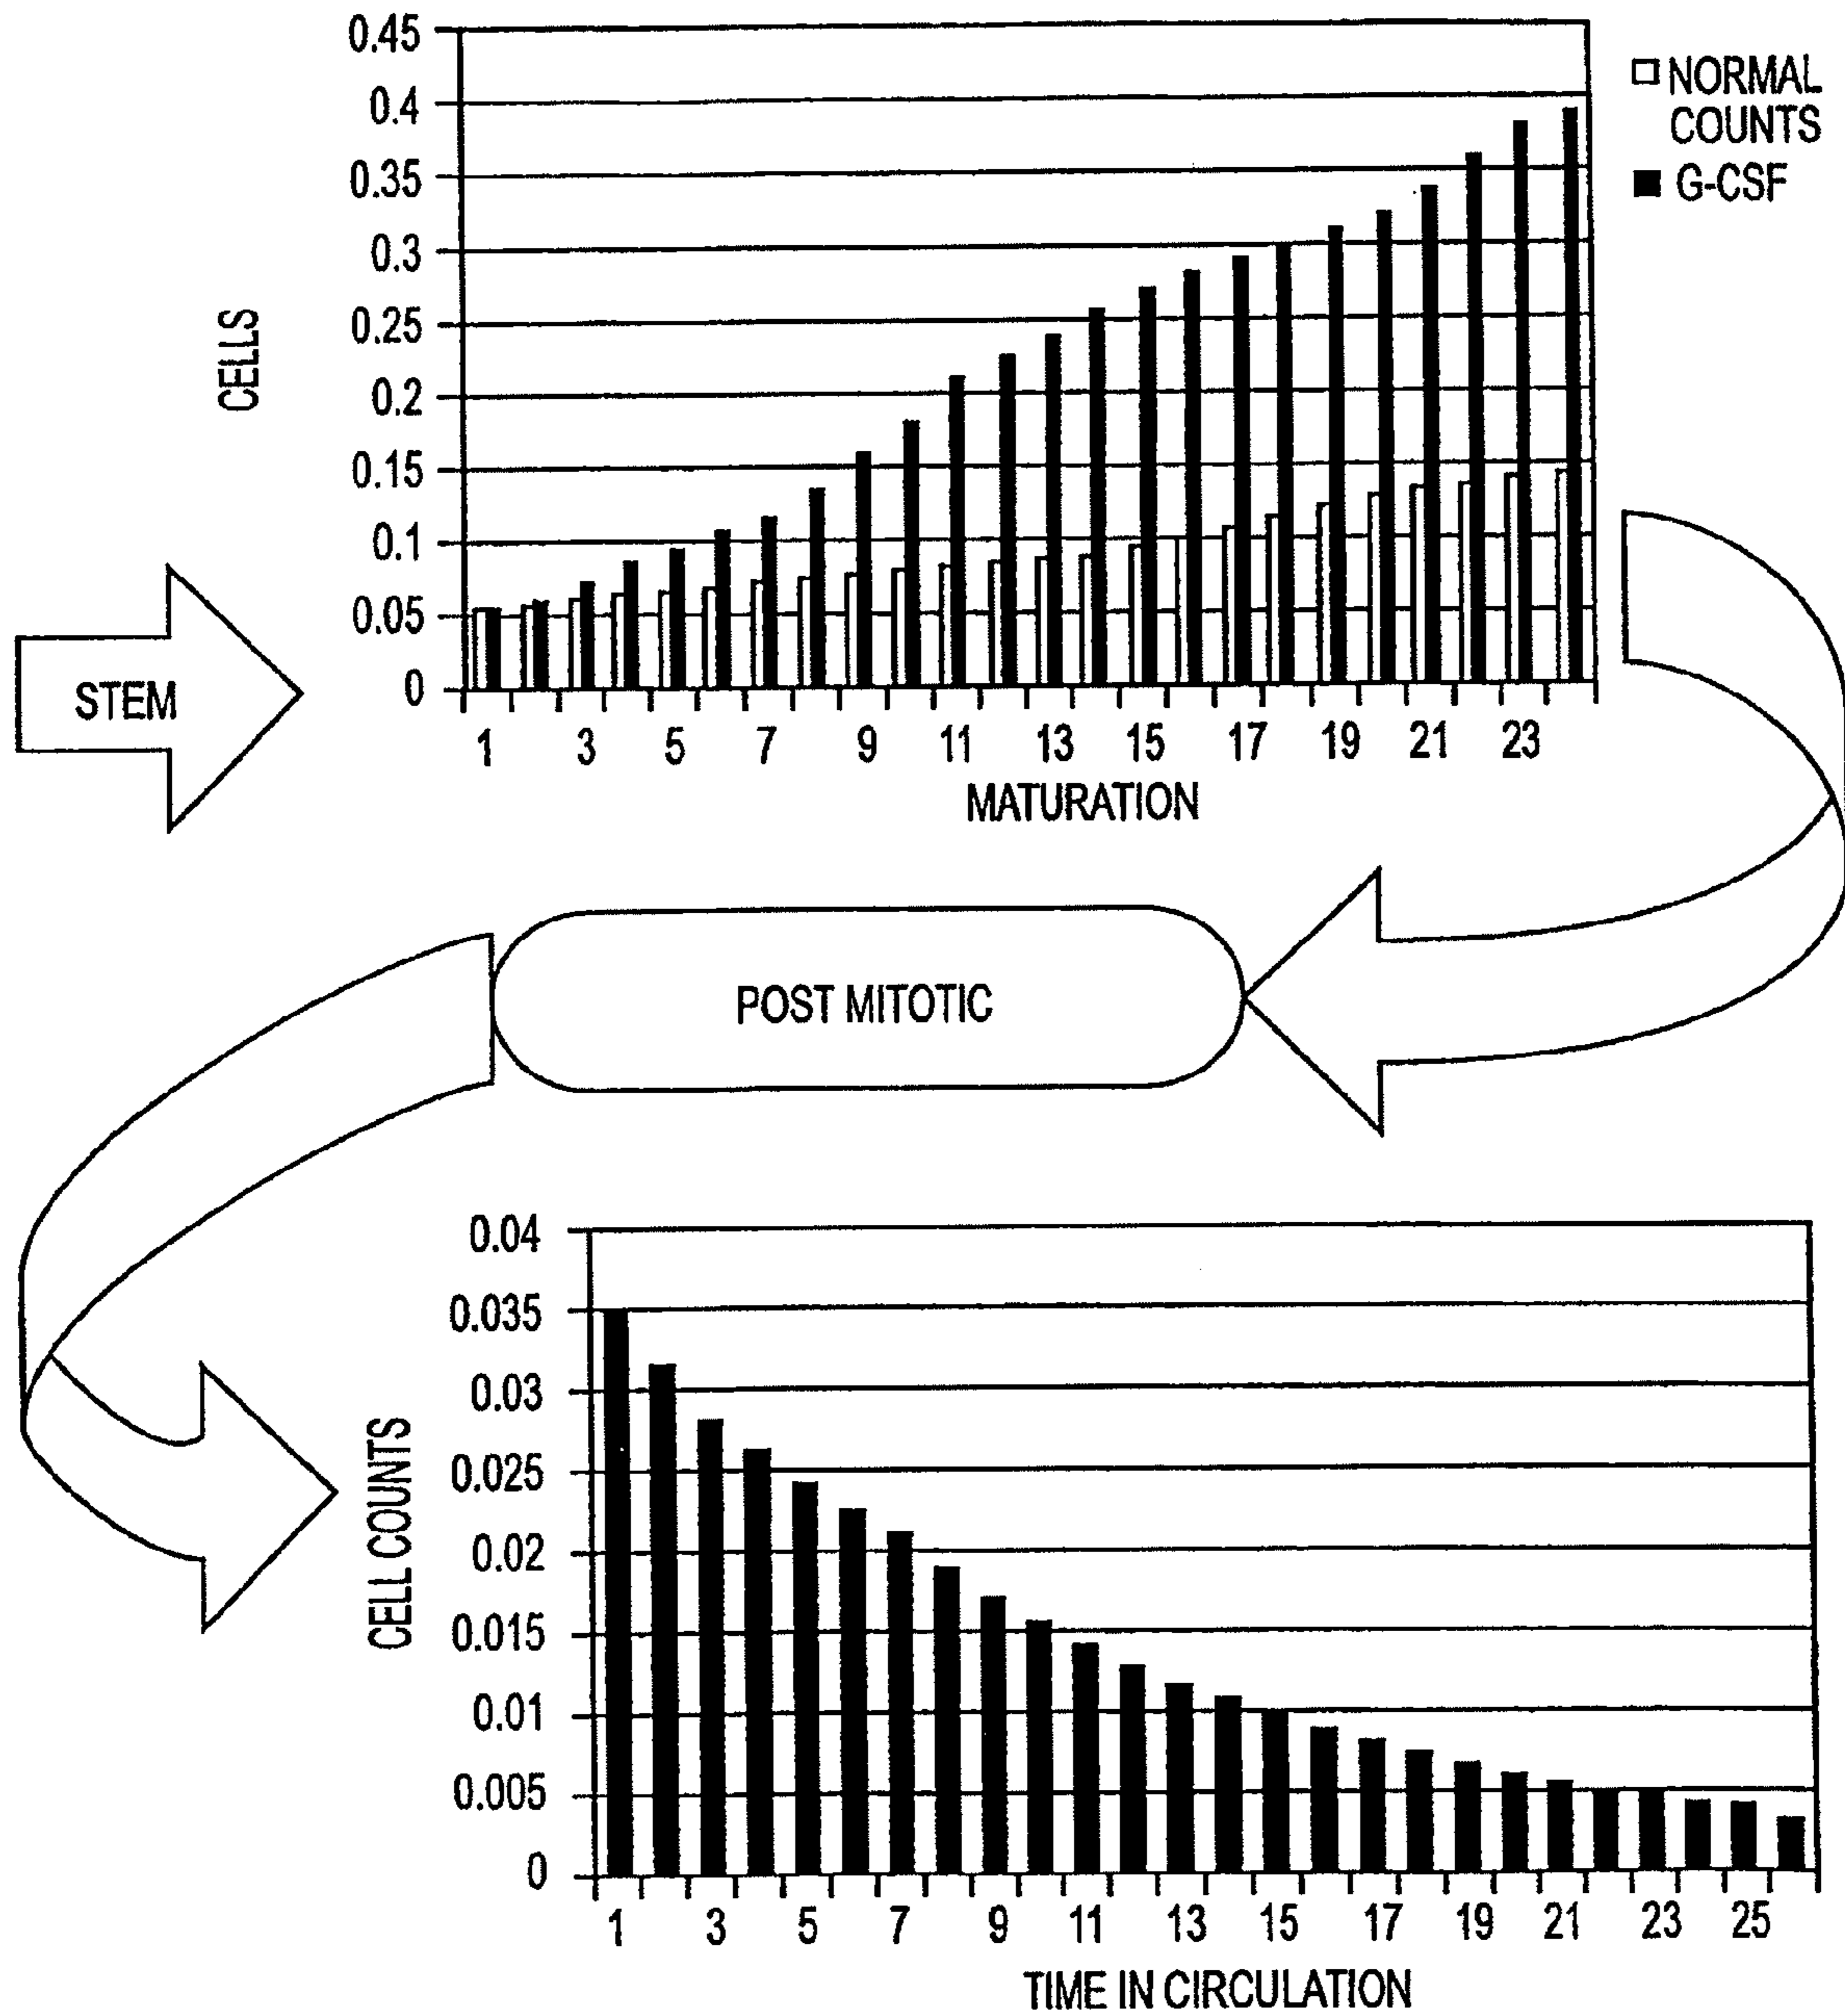 0.45
0.4
0.35
0.3
0.25
0.2
0.15
0.1
0.05
0
CELLS
NORMAL
COUNTS
G-CSF
1 3 5 7 9 11 13 15 17 19 21 23
MATURATION
STEM
POST MITOTIC
0.04
0.035
0.03
0.025
0.02
0.015
0.01
0.005
0
CELL COUNTS
1 3 5 7 9 11 13 15 17 19 21 23 25
TIME IN CIRCULATION